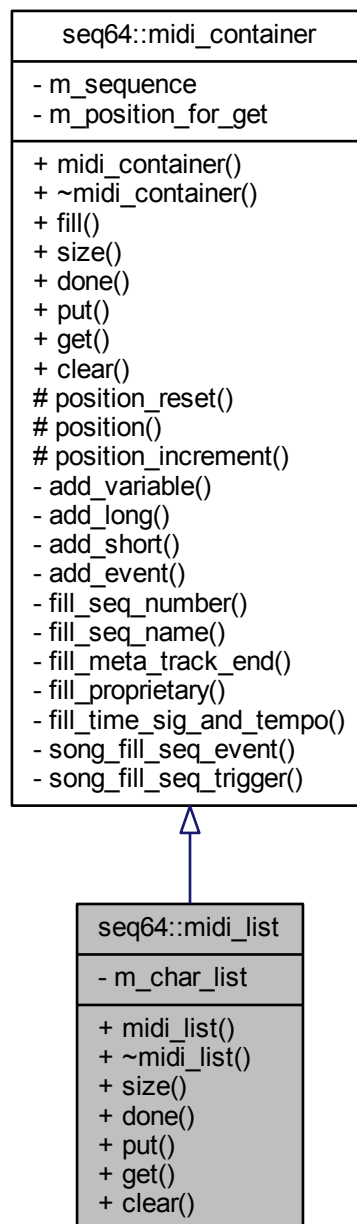 seq64::midi_container
- m_sequence
- m_position_for_get
+ midi_container()
+ ~midi_container()
+ fill()
+ size()
+ done()
+ put()
+ get()
+ clear()
# position_reset()
# position()
# position_increment()
- add_variable()
- add_long()
- add_short()
- add_event()
- fill_seq_number()
- fill_seq_name()
- fill_meta_track_end()
- fill_proprietary()
- fill_time_sig_and_tempo()
- song_fill_seq_event()
- song_fill_seq_trigger()
seq64::midi_list
- m_char_list
+ midi_list()
+ ~midi_list()
+ size()
+ done()
+ put()
+ get()
+ clear()